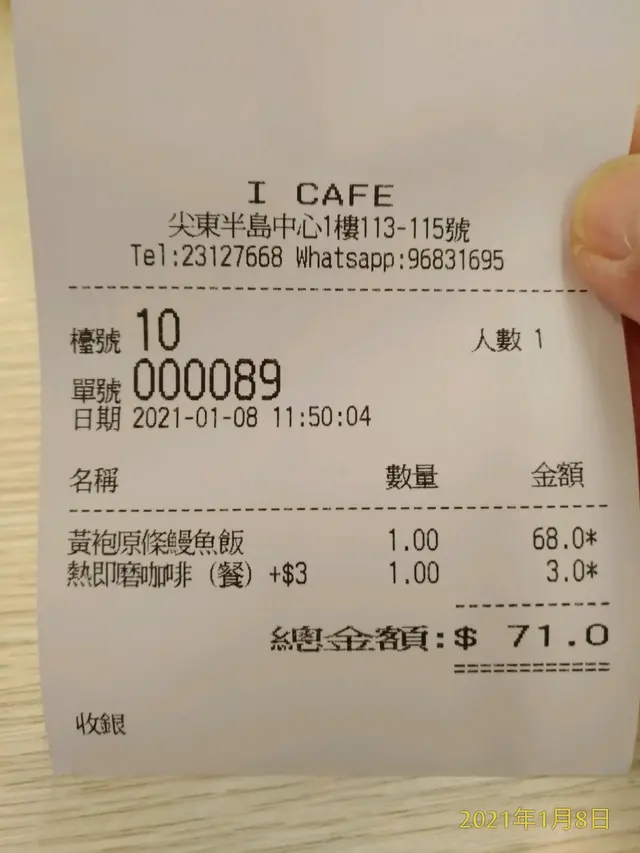 I CAFE
尖東半島中心1樓113-115號
Tel:23127668 Whatsapp:96831695
檯號 10 人數 1
單號 000089
日期 2021-01-08 11:50:04
名稱 數量 金額
黃袍原條鰻魚飯 1.00 68.0*
熱即磨咖啡（餐）+$3 1.00 3.0*
總金額:$ 71.0
收銀
2021年1月8日